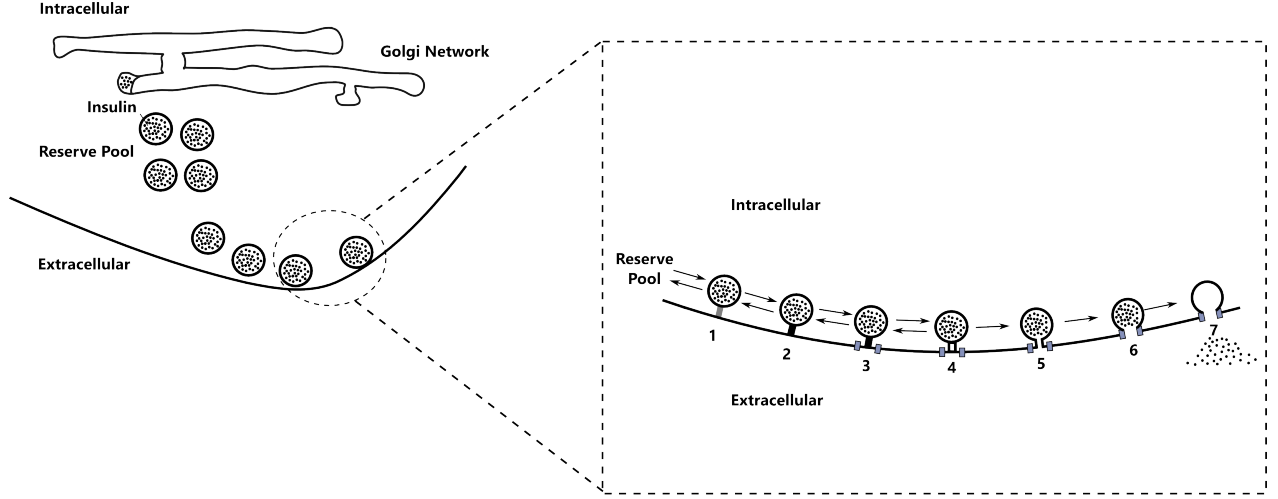 Intracellular
Golgi Network
Insulin
Reserve Pool
Extracellular
Intracellular
Reserve
Pool
1
2
3
4
5
6
7
Extracellular